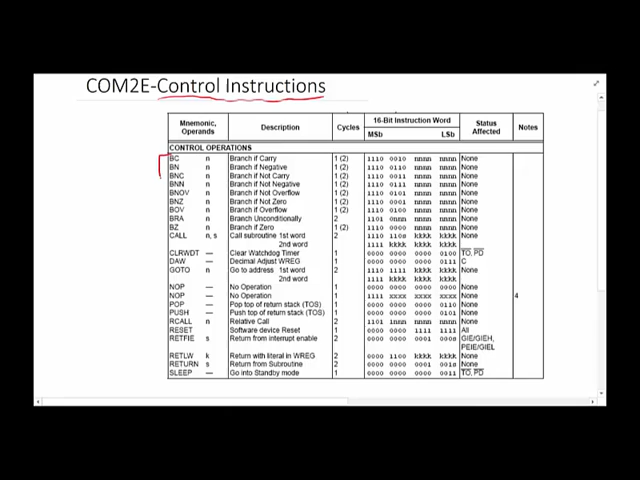 COM2E-Control Instructions
Mnemonic, Operands Description Cycles 16-Bit Instruction Word MSb LSb Status Affected Notes
CONTROL OPERATIONS
BC n Branch if Carry 1 (2) 1110 0010 nnnn nnnn None
BN n Branch if Negative 1 (2) 1110 0110 nnnn nnnn None
BNC n Branch if Not Carry 1 (2) 1110 0011 nnnn nnnn None
BNN n Branch if Not Negative 1 (2) 1110 0111 nnnn nnnn None
BNOV n Branch if Not Overflow 1 (2) 1110 0101 nnnn nnnn None
BNZ n Branch if Not Zero 1 (2) 1110 0001 nnnn nnnn None
BOV n Branch if Overflow 1 (2) 1110 0100 nnnn nnnn None
BRA n Branch Unconditionally 2 1101 0nnn nnnn nnnn None
BZ n Branch if Zero 1 (2) 1110 0000 nnnn nnnn None
CALL n, s Call subroutine 1st word 2 1110 110s kkkk kkkk None
2nd word 1111 kkkk kkkk kkkk
CLRWDT — Clear Watchdog Timer 1 0000 0000 0000 0100 TO, PD
DAW — Decimal Adjust WREG 1 0000 0000 0000 0111 C
GOTO n Go to address 1st word 2 1110 1111 kkkk kkkk None
2nd word 1111 kkkk kkkk kkkk
NOP — No Operation 1 0000 0000 0000 0000 None
NOP — No Operation 1 1111 xxxx xxxx xxxx None 4
POP — Pop top of return stack (TOS) 1 0000 0000 0000 0110 None
PUSH — Push top of return stack (TOS) 1 0000 0000 0000 0101 None
RCALL n Relative Call 2 1101 1nnn nnnn nnnn None
RESET Software device Reset 1 0000 0000 1111 1111 All
RETFIE s Return from interrupt enable 2 0000 0000 0001 000s GIE/GIEH,
PEIE/GIEL
RETLW k Return with literal in WREG 2 0000 1100 kkkk kkkk None
RETURN s Return from Subroutine 2 0000 0000 0001 001s None
SLEEP — Go into Standby mode 1 0000 0000 0000 0011 TO, PD